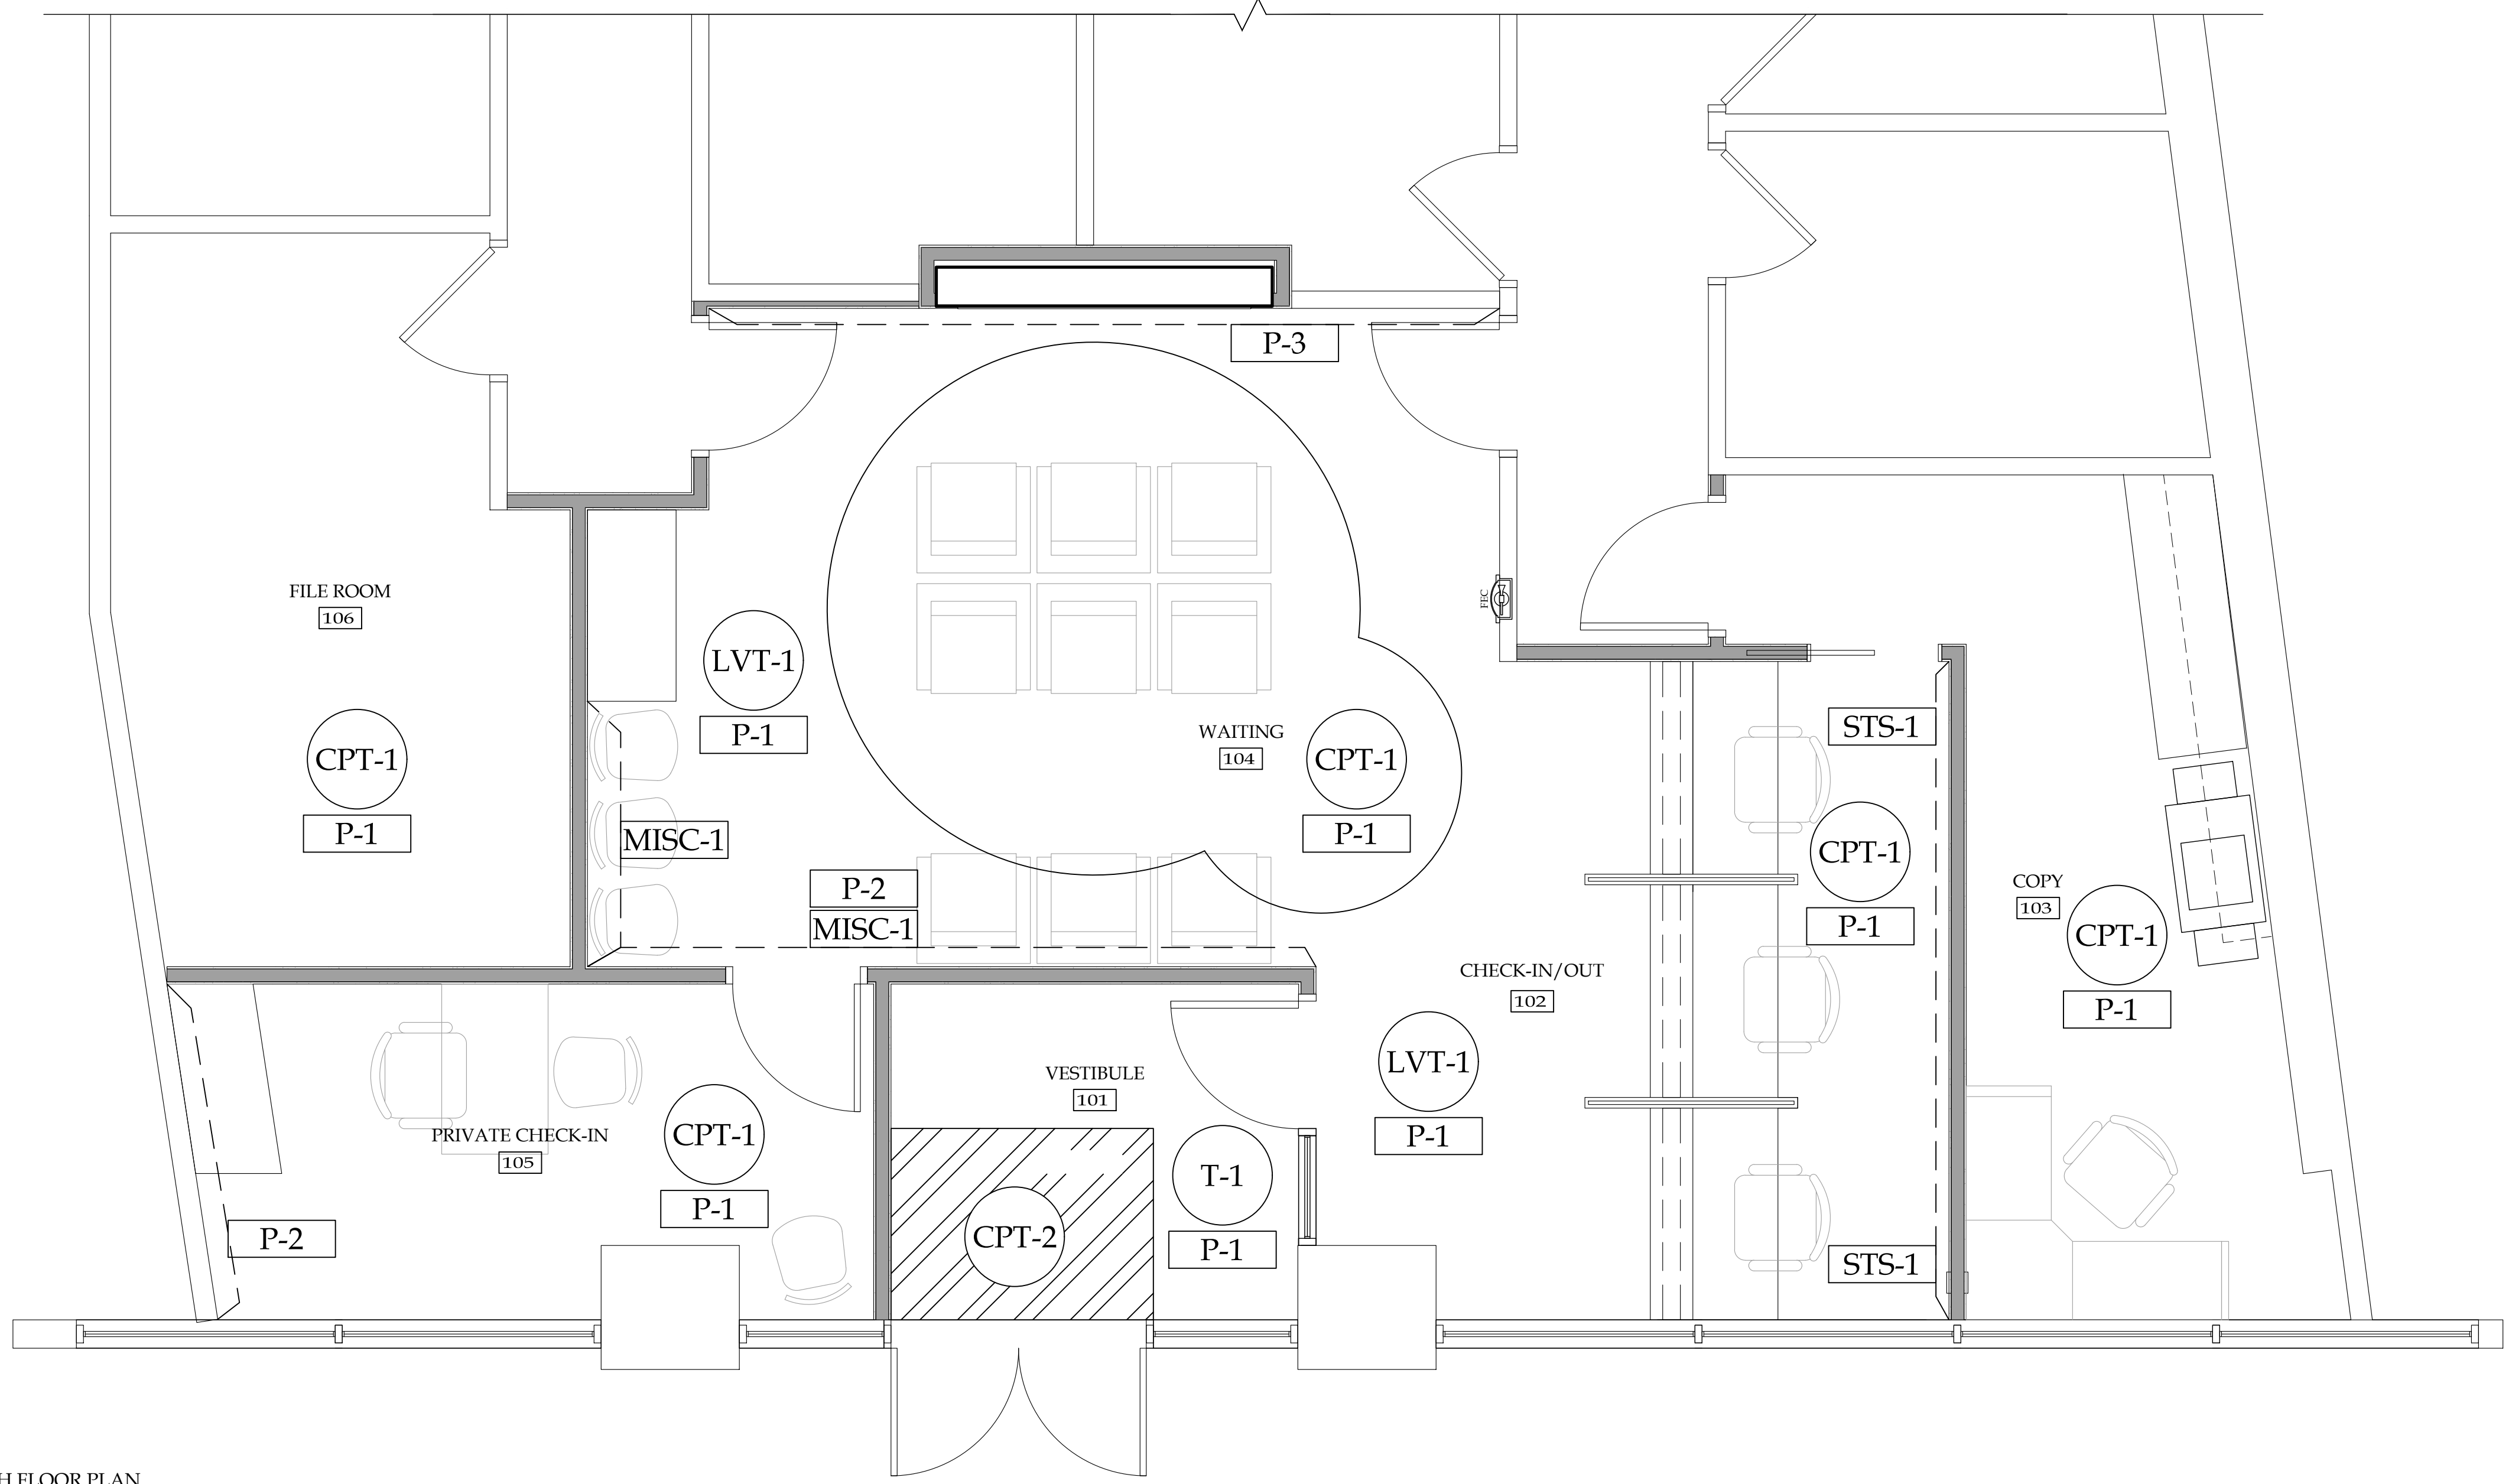 P-3
FEC
FILE ROOM
106
LVT-1
P-1
WAITING
104
CPT-1
P-1
CPT-1
P-1
STS-1
MISC-1
CPT-1
P-1
P-2
MISC-1
COPY
103
CPT-1
P-1
CHECK-IN/OUT
102
LVT-1
P-1
VESTIBULE
101
T-1
P-1
CPT-2
PRIVATE CHECK-IN
105
CPT-1
P-1
P-2
STS-1
H FLOOR PLAN